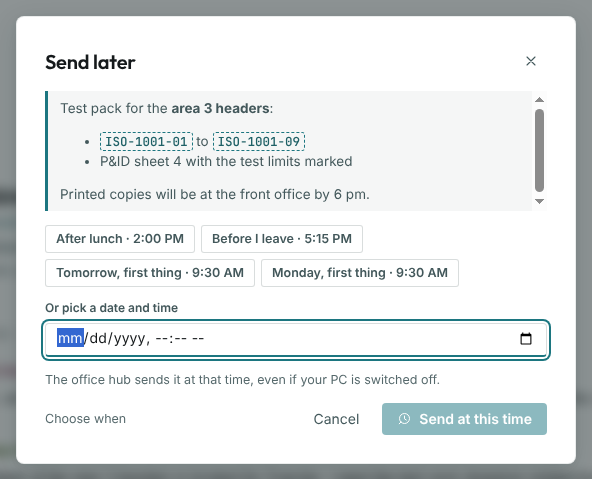 Send later
Test pack for the area 3 headers:
• ISO-1001-01 to ISO-1001-09
• P&ID sheet 4 with the test limits marked
Printed copies will be at the front office by 6 pm.
After lunch · 2:00 PM
Before I leave · 5:15 PM
Tomorrow, first thing · 9:30 AM
Monday, first thing · 9:30 AM
Or pick a date and time
mm/dd/yyyy, --:-- --
The office hub sends it at that time, even if your PC is switched off.
Choose when
Cancel
Send at this time